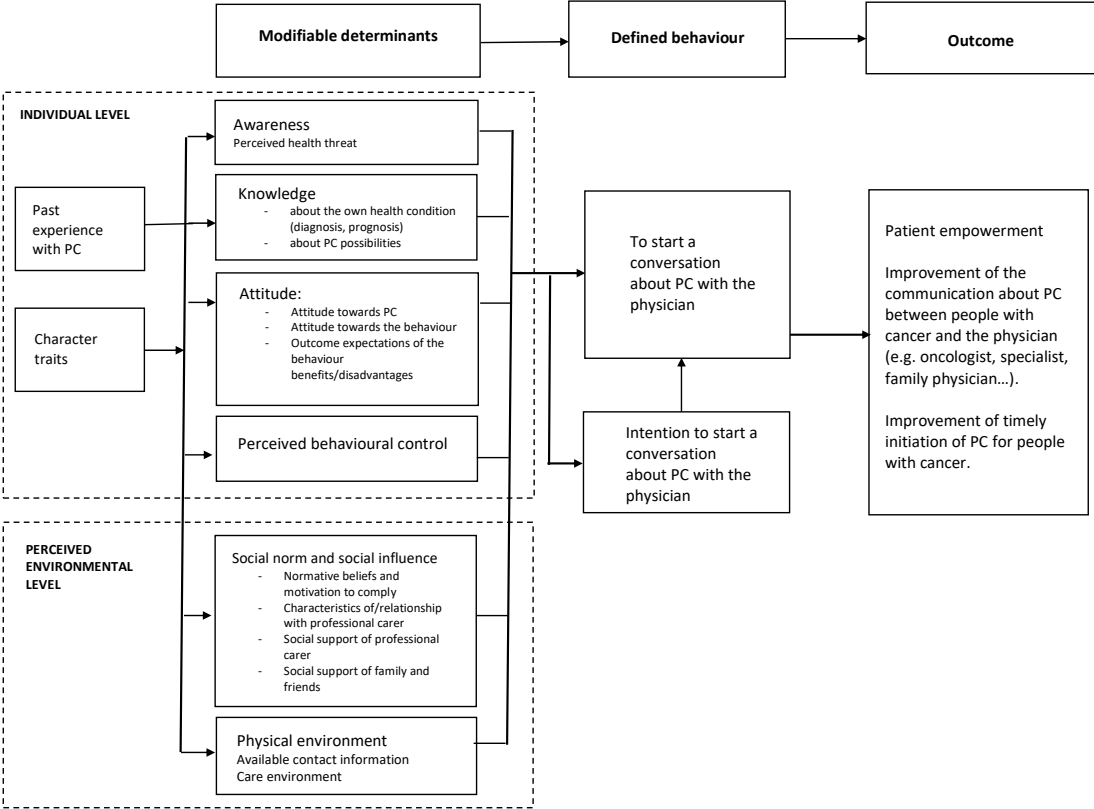 Modifiable determinants
Defined behaviour
Outcome
INDIVIDUAL LEVEL
Past
experience
with PC
Character
traits
Awareness
Perceived health threat
Knowledge
- about the own health condition
(diagnosis, prognosis)
- about PC possibilities
Attitude:
- Attitude towards PC
- Attitude towards the behaviour
- Outcome expectations of the
behaviour
benefits/disadvantages
Perceived behavioural control
PERCEIVED
ENVIRONMENTAL
LEVEL
Social norm and social influence
- Normative beliefs and
motivation to comply
- Characteristics of/relationship
with professional carer
- Social support of professional
carer
- Social support of family and
friends
Physical environment
Available contact information
Care environment
To start a
conversation
about PC with the
physician
Intention to start a
conversation
about PC with the
physician
Patient empowerment
Improvement of the
communication about PC
between people with
cancer and the physician
(e.g. oncologist, specialist,
family physician…).
Improvement of timely
initiation of PC for people
with cancer.